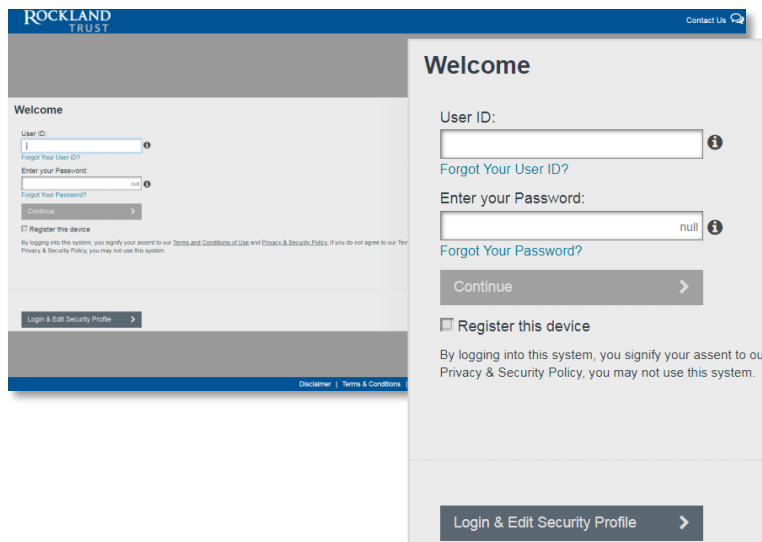 ROCKLAND
TRUST
Contact Us
Welcome
User ID:
Forgot Your User ID?
Enter your Password:
null
Forgot Your Password?
Continue
Register this device
By logging into this system, you signify your assent to our Terms and Conditions of Use and Privacy & Security Policy. If you do not agree to our Ter
Privacy & Security Policy, you may not use this system.
Login & Edit Security Profile
Disclaimer | Terms & Conditions |
Welcome
User ID:
Forgot Your User ID?
Enter your Password:
null
Forgot Your Password?
Continue
Register this device
By logging into this system, you signify your assent to ou
Privacy & Security Policy, you may not use this system.
Login & Edit Security Profile